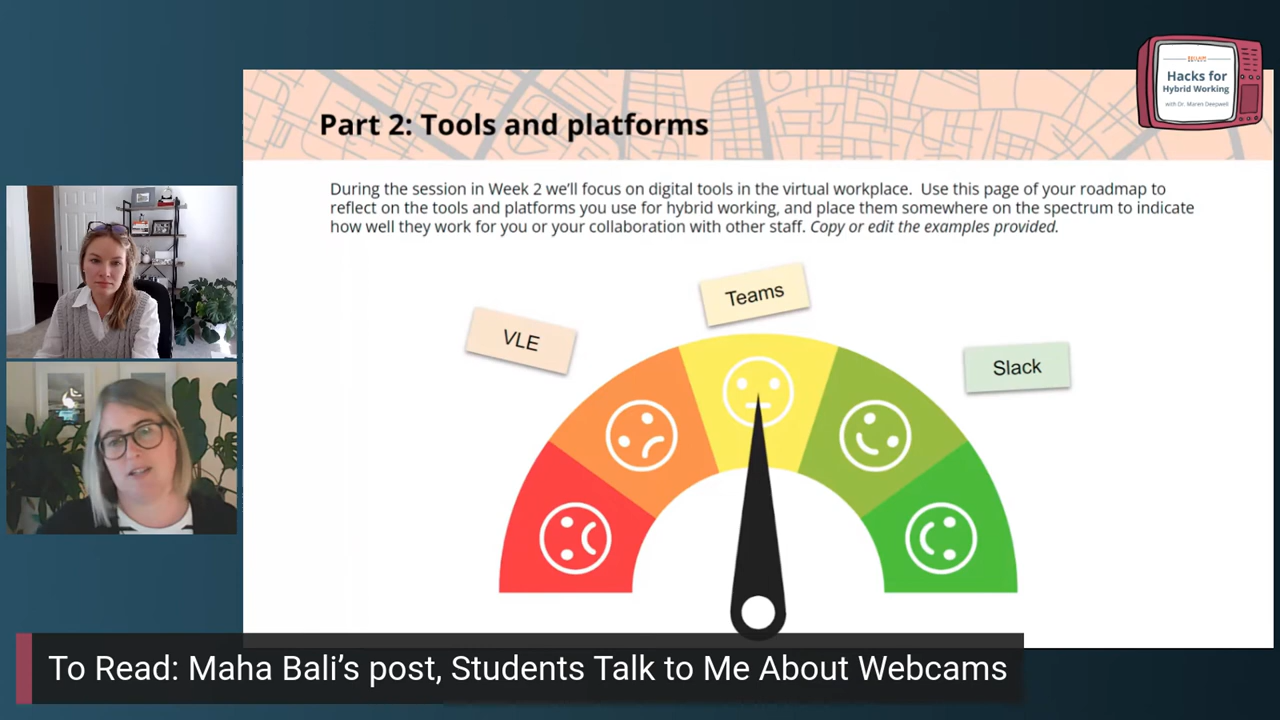 Hacks for
Hybrid Working
with Dr. Maren Deepwell
Part 2: Tools and platforms
During the session in Week 2 we'll focus on digital tools in the virtual workplace. Use this page of your roadmap to
reflect on the tools and platforms you use for hybrid working, and place them somewhere on the spectrum to indicate
how well they work for you or your collaboration with other staff. Copy or edit the examples provided.
VLE
Teams
Slack
To Read: Maha Bali’s post, Students Talk to Me About Webcams